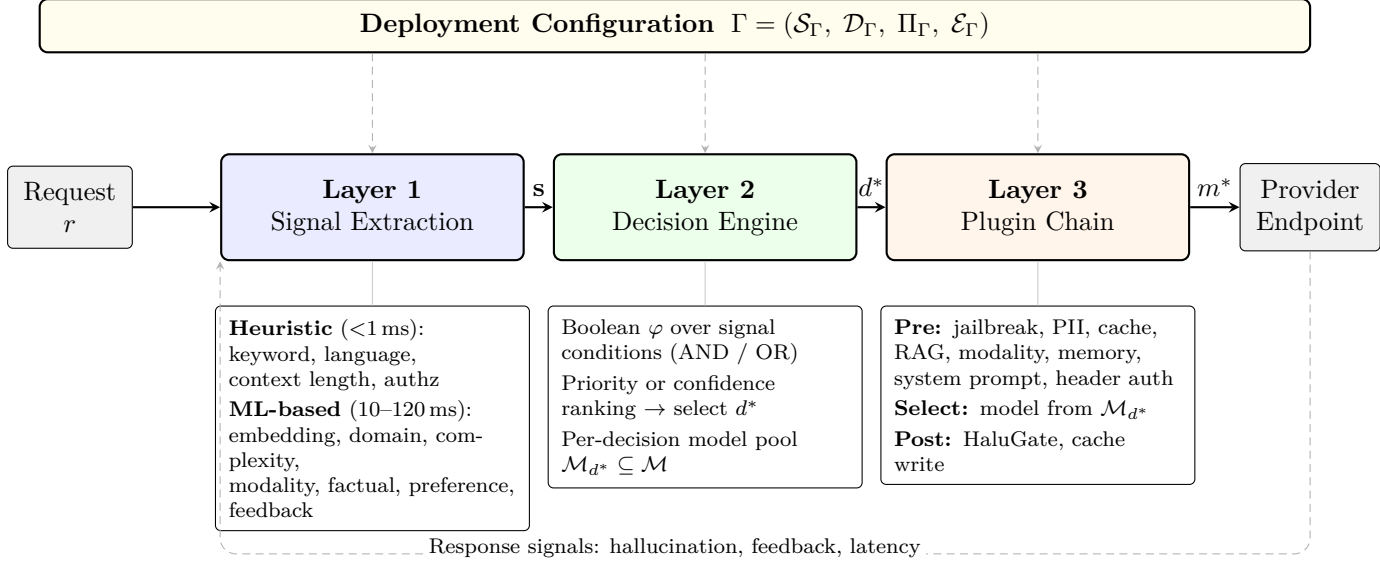 Deployment Configuration Γ = (𝒮_Γ, 𝒟_Γ, Π_Γ, ℰ_Γ)
Request
r
Layer 1
Signal Extraction
s
Layer 2
Decision Engine
d*
Layer 3
Plugin Chain
m*
Provider
Endpoint
Heuristic (<1 ms):
keyword, language,
context length, authz
ML-based (10–120 ms):
embedding, domain, com-
plexity,
modality, factual, preference,
feedback
Boolean φ over signal
conditions (AND / OR)
Priority or confidence
ranking → select d*
Per-decision model pool
ℳ_d* ⊆ ℳ
Pre: jailbreak, PII, cache,
RAG, modality, memory,
system prompt, header auth
Select: model from ℳ_d*
Post: HaluGate, cache
write
Response signals: hallucination, feedback, latency